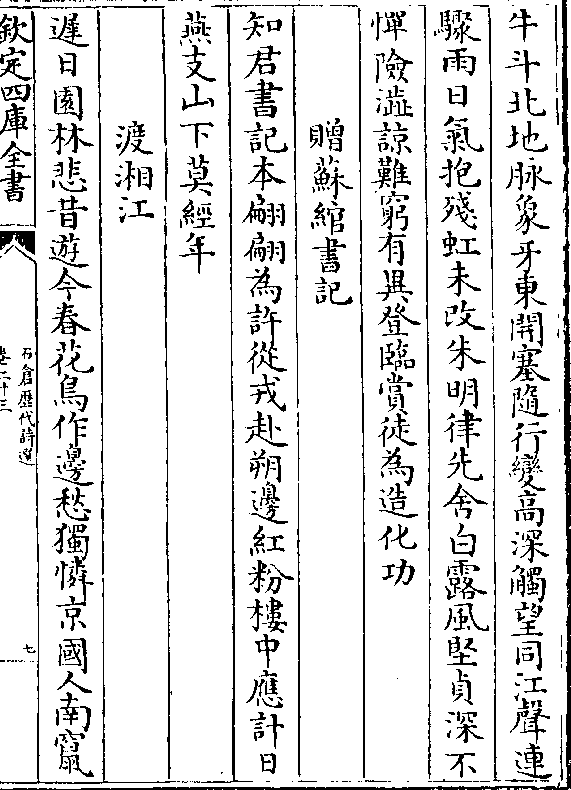 牛斗北地脉象牙東開塞隨行變高深觸望同江聲連
驟雨日氣抱殘虹未改朱明律先含白露風堅貞深不
憚險澁諒難窮有異登臨賞徒為造化功
贈蘇綰書記
知君書記本翩翩為許從戎赴朔邊紅粉樓中應計日
燕支山下莫經年
渡湘江
遲日園林悲昔遊今春花鳥作邊愁獨憐京國人南竄
欽定四庫全書
石倉歷代詩選
卷二十三
七